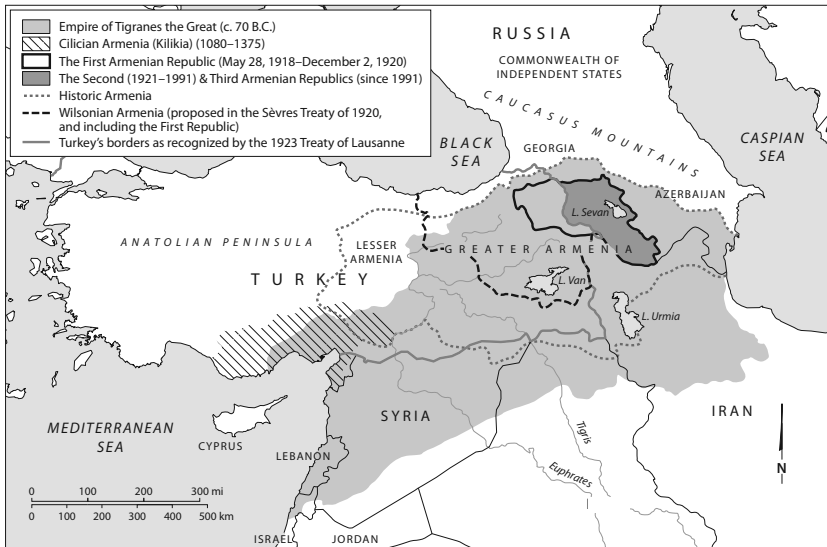 Empire of Tigranes the Great (c. 70 B.C.)
Cilician Armenia (Kilikia) (1080–1375)
The First Armenian Republic (May 28, 1918–December 2, 1920)
The Second (1921–1991) & Third Armenian Republics (since 1991)
Historic Armenia
Wilsonian Armenia (proposed in the Sèvres Treaty of 1920,
and including the First Republic)
Turkey's borders as recognized by the 1923 Treaty of Lausanne
RUSSIA
COMMONWEALTH OF
INDEPENDENT STATES
CAUCASUS MOUNTAINS
BLACK
SEA
CASPIAN
SEA
GEORGIA
AZERBAIJAN
L. Sevan
ANATOLIAN PENINSULA
LESSER
ARMENIA
GREATER ARMENIA
TURKEY
L. Van
L. Urmia
SYRIA
IRAN
MEDITERRANEAN
SEA
CYPRUS
LEBANON
Tigris
Euphrates
N
0 100 200 300 mi
0 100 200 300 400 500 km
ISRAEL
JORDAN